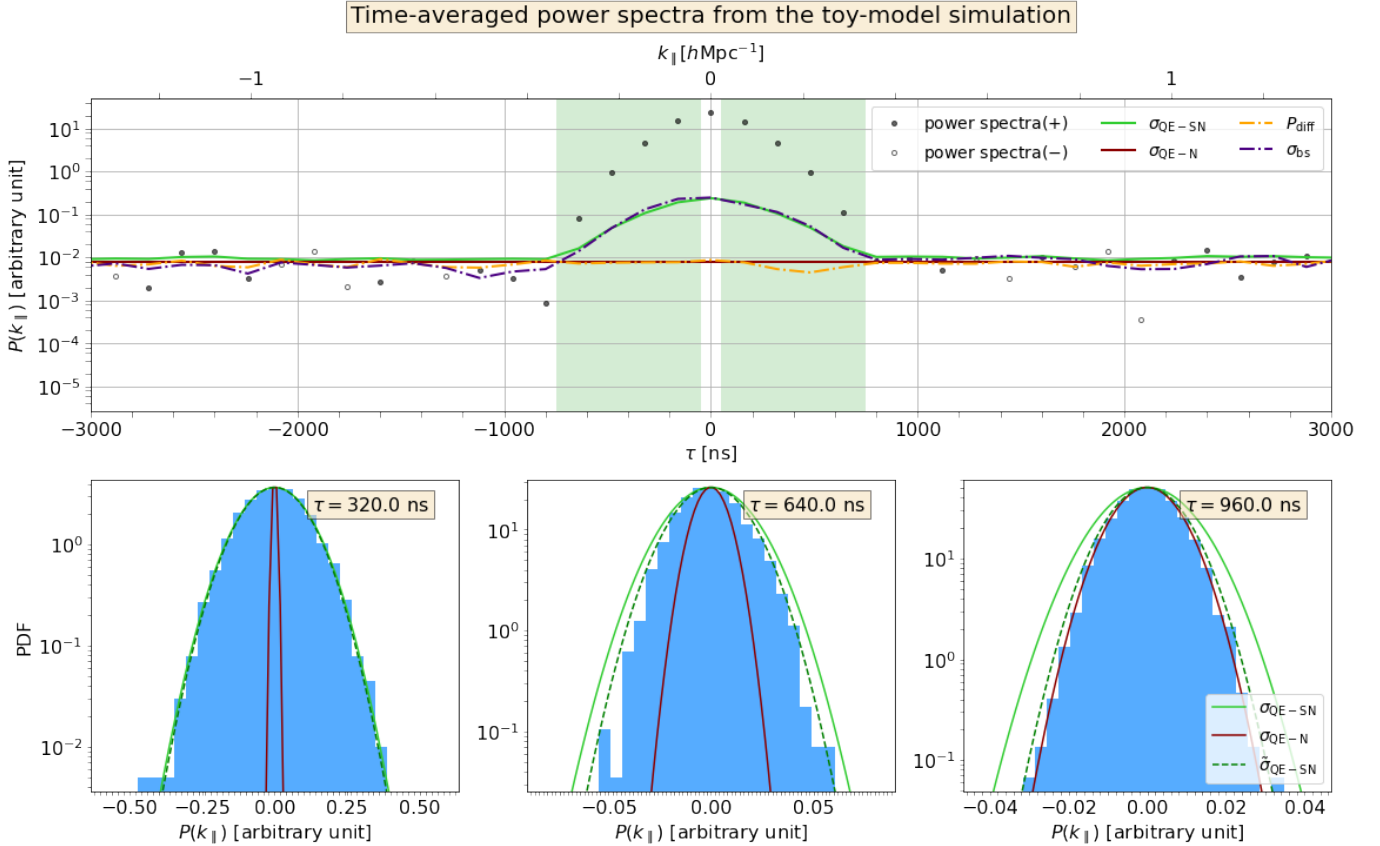 Time-averaged power spectra from the toy-model simulation
k∥[hMpc⁻¹]
−1 0 1
P(k∥) [arbitrary unit]
10¹
10⁰
10⁻¹
10⁻²
10⁻³
10⁻⁴
10⁻⁵
power spectra(+)
power spectra(−)
σQE−SN
σQE−N
Pdiff
σbs
−3000 −2000 −1000 0 1000 2000 3000
τ [ns]
PDF
τ = 320.0 ns
10⁰
10⁻¹
10⁻²
−0.50 −0.25 0.00 0.25 0.50
P(k∥) [arbitrary unit]
τ = 640.0 ns
10¹
10⁰
10⁻¹
−0.05 0.00 0.05
P(k∥) [arbitrary unit]
τ = 960.0 ns
10¹
10⁰
10⁻¹
σQE−SN
σQE−N
σ̃QE−SN
−0.04 −0.02 0.00 0.02 0.04
P(k∥) [arbitrary unit]